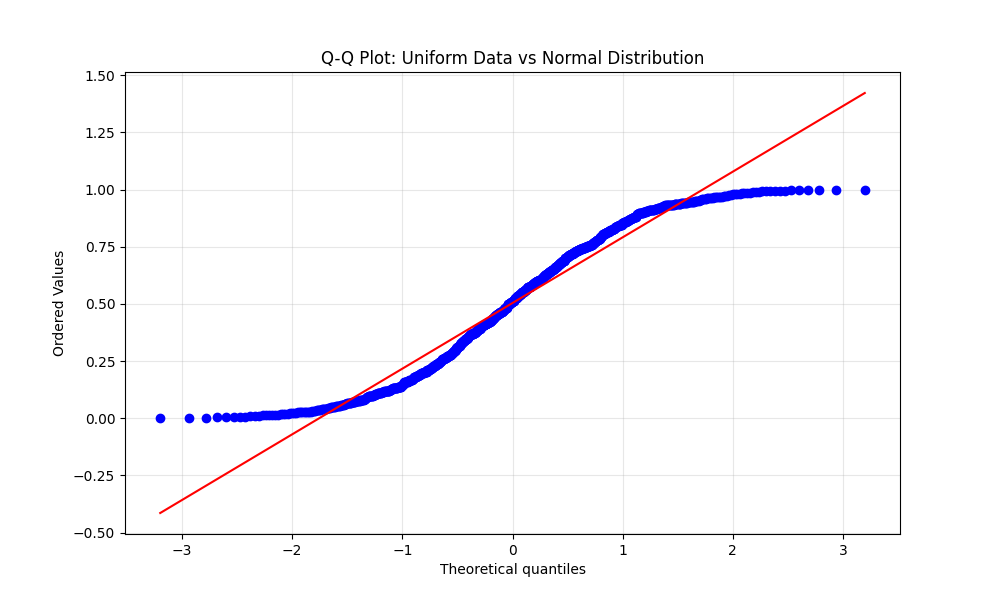 Q-Q Plot: Uniform Data vs Normal Distribution
1.50
1.25
1.00
0.75
0.50
0.25
0.00
−0.25
−0.50
Ordered Values
−3 −2 −1 0 1 2 3
Theoretical quantiles